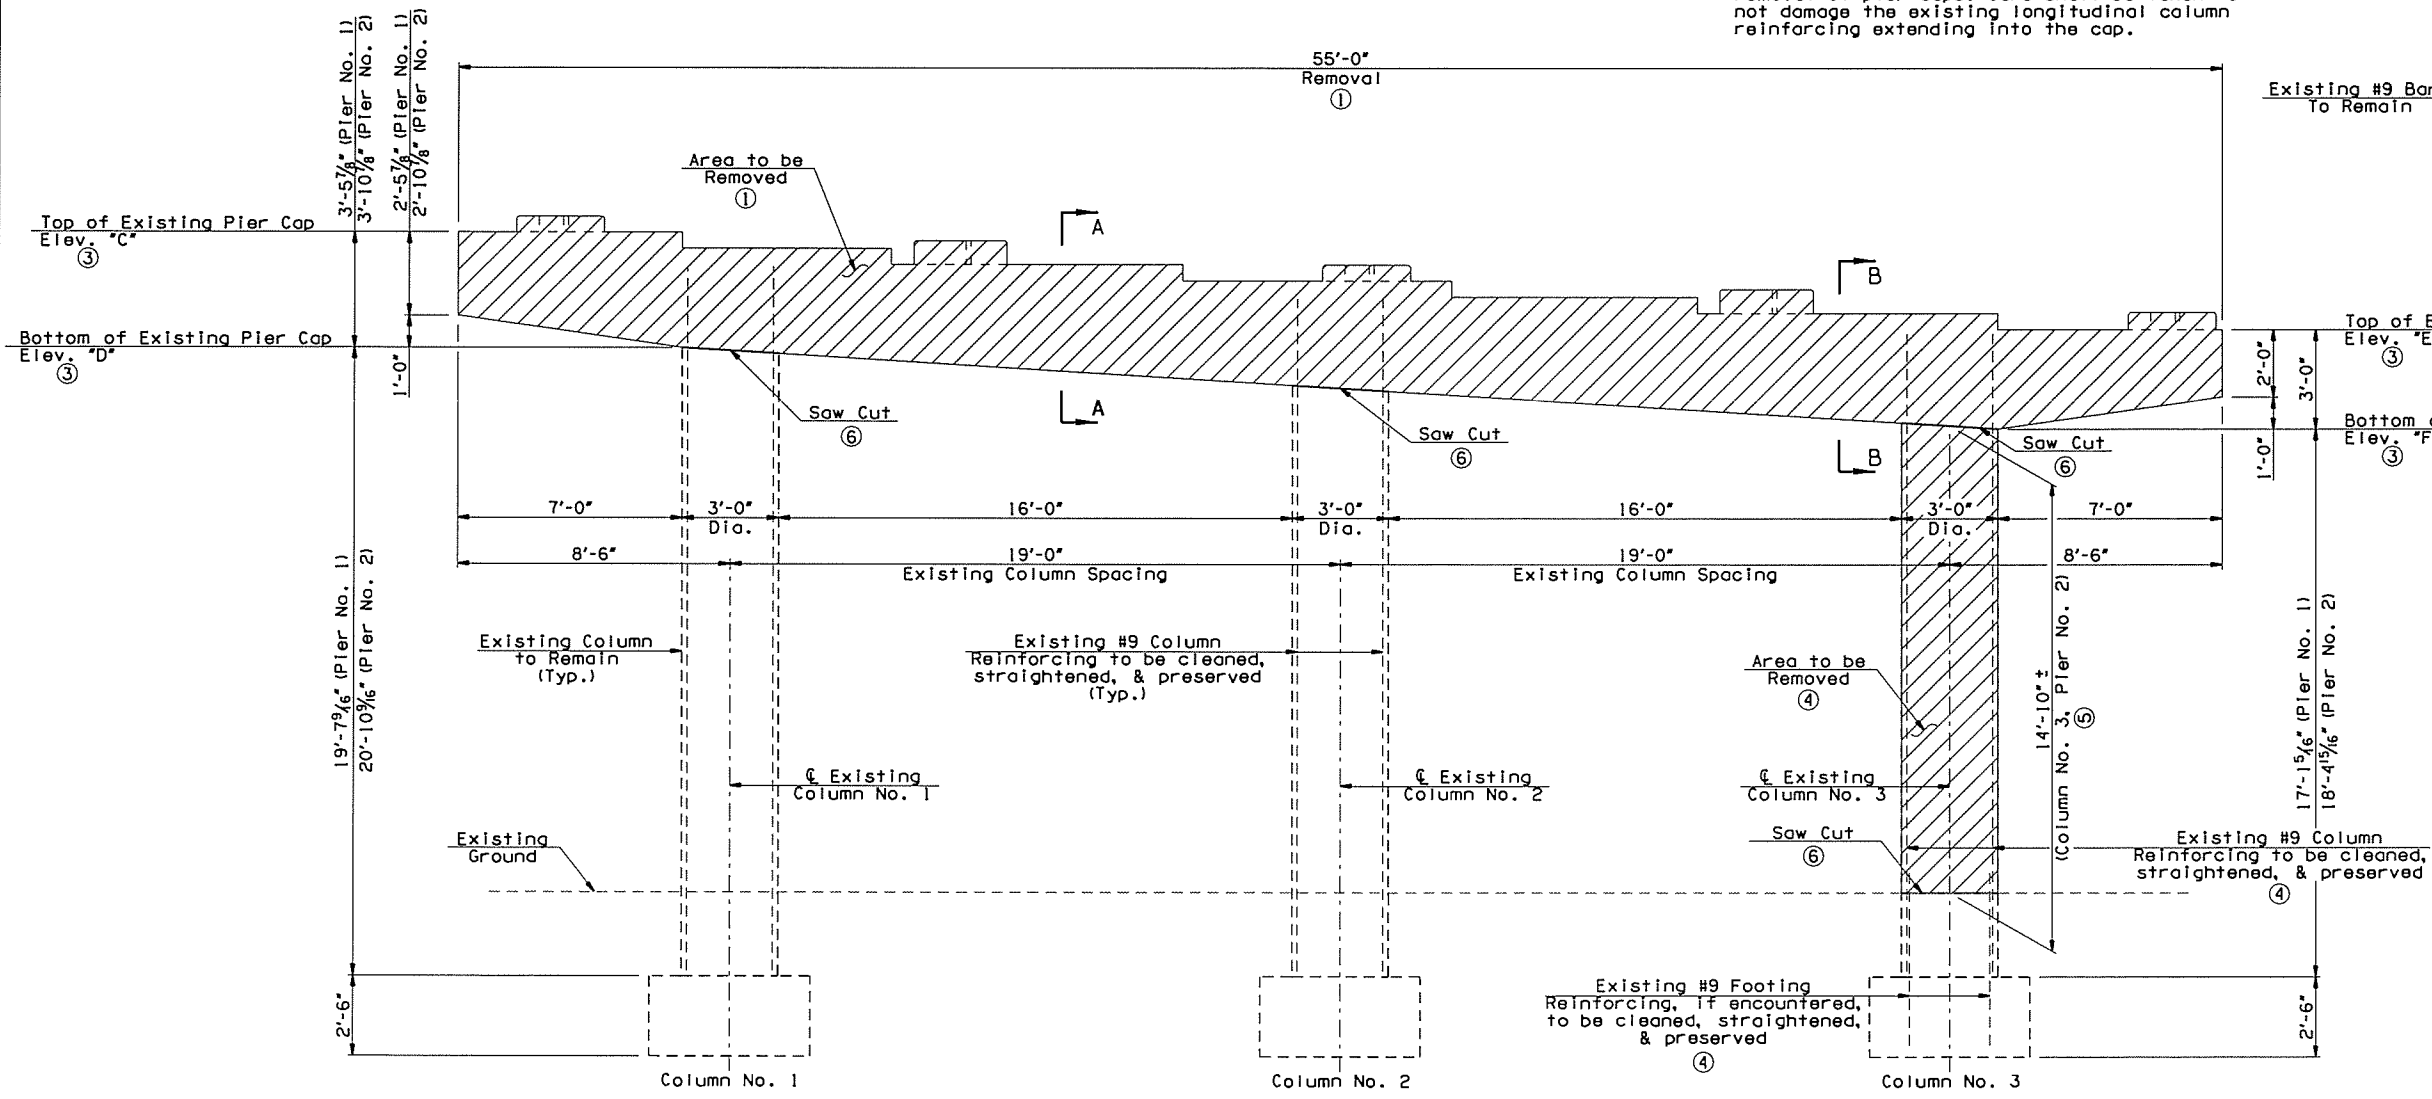 not damage the existing longitudinal column
reinforcing extending into the cap.
55'-0"
Removal
①
Existing #9 Bar
To Remain
3'-5⅞" (Pier No. 1)
3'-10⅞" (Pier No. 2)
2'-5⅞" (Pier No. 1)
2'-10⅞" (Pier No. 2)
Area to be
Removed
①
A
B
Top of Existing Pier Cap
Elev. "C"
③
Bottom of Existing Pier Cap
Elev. "D"
③
1'-0"
Top of E
Elev. "E
③
2'-0"
3'-0"
Bottom
Elev. "F
③
1'-0"
Saw Cut
⑥
A
Saw Cut
⑥
B
Saw Cut
⑥
7'-0"
3'-0"
Dia.
16'-0"
3'-0"
Dia.
16'-0"
3'-0"
Dia.
7'-0"
8'-6"
19'-0"
Existing Column Spacing
19'-0"
Existing Column Spacing
8'-6"
19'-7 9/16" (Pier No. 1)
20'-10 9/16" (Pier No. 2)
Existing Column
to Remain
(Typ.)
Existing #9 Column
Reinforcing to be cleaned,
straightened, & preserved
(Typ.)
Area to be
Removed
④
14'-10" ±
(Column No. 3, Pier No. 2)
⑤
17'-1 5/16" (Pier No. 1)
18'-4 15/16" (Pier No. 2)
℄ Existing
Column No. 1
℄ Existing
Column No. 2
℄ Existing
Column No. 3
Existing
Ground
Saw Cut
⑥
Existing #9 Column
Reinforcing to be cleaned,
straightened, & preserved
④
2'-6"
Existing #9 Footing
Reinforcing, if encountered,
to be cleaned, straightened,
& preserved
④
2'-6"
Column No. 1
Column No. 2
Column No. 3